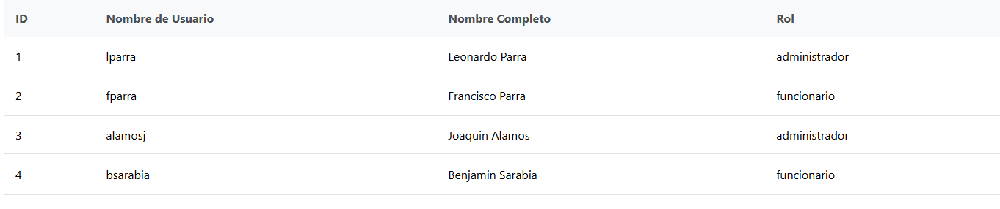 ID Nombre de Usuario Nombre Completo Rol
1 lparra Leonardo Parra administrador
2 fparra Francisco Parra funcionario
3 alamosj Joaquin Alamos administrador
4 bsarabia Benjamin Sarabia funcionario